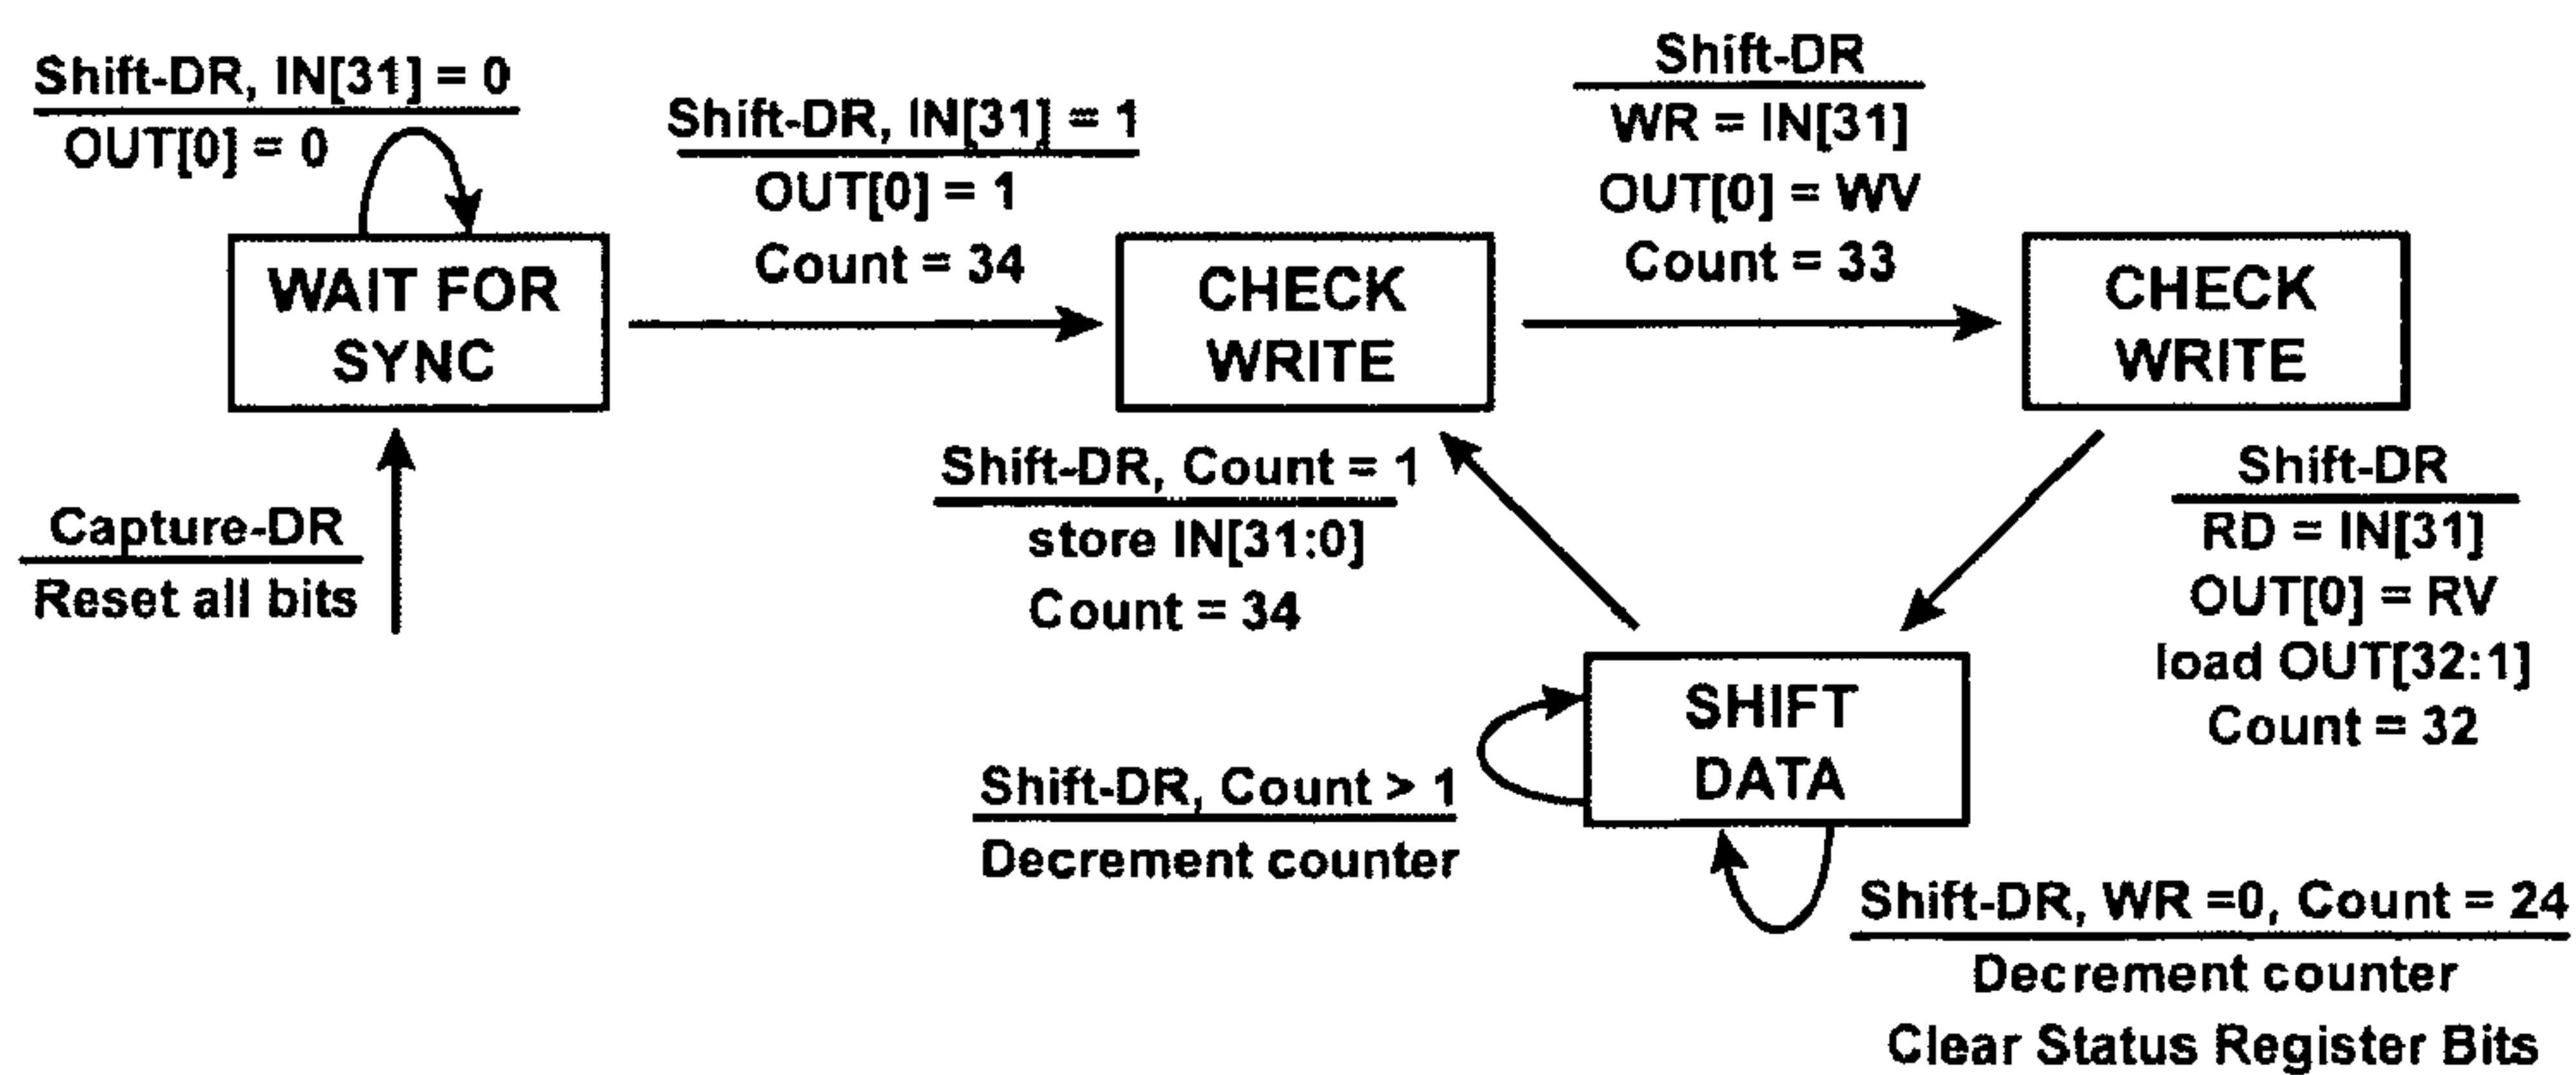 Shift-DR, IN[31] = 0
OUT[0] = 0
WAIT FOR
SYNC
Capture-DR
Reset all bits
Shift-DR, IN[31] = 1
OUT[0] = 1
Count = 34
CHECK
WRITE
Shift-DR
WR = IN[31]
OUT[0] = WV
Count = 33
CHECK
WRITE
Shift-DR
RD = IN[31]
OUT[0] = RV
load OUT[32:1]
Count = 32
Shift-DR, Count = 1
store IN[31:0]
Count = 34
SHIFT
DATA
Shift-DR, Count > 1
Decrement counter
Shift-DR, WR =0, Count = 24
Decrement counter
Clear Status Register Bits